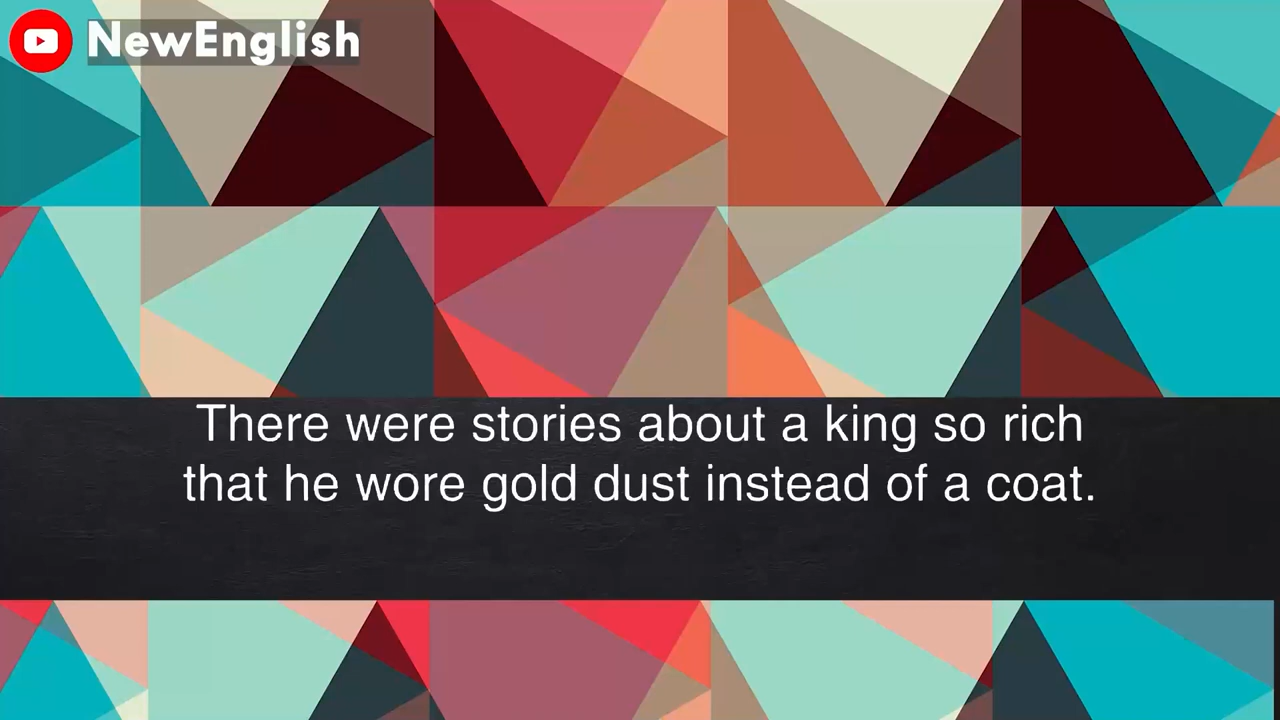 NewEnglish
There were stories about a king so rich
that he wore gold dust instead of a coat.